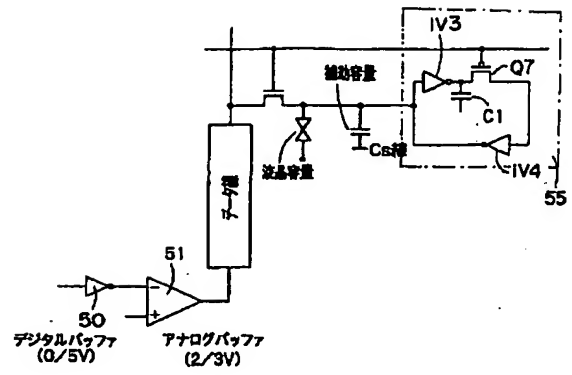 IV3
Q7
補助容量
C1
Cs線
液晶容量
IV4
55
データ線
51
50
デジタルバッファ
(0/5V)
アナログバッファ
(2/3V)
-
+